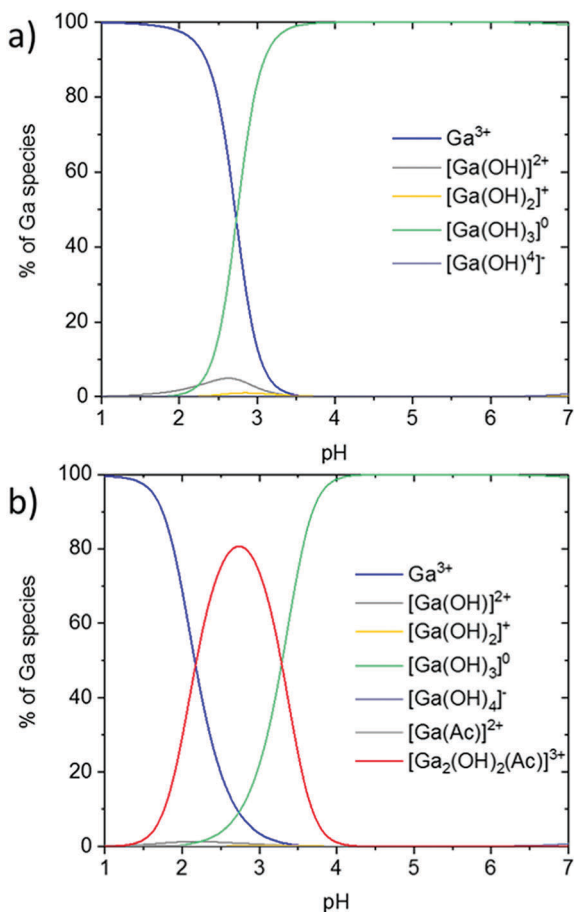 a)
100
80
60
40
20
0
% of Ga species
Ga³⁺
[Ga(OH)]²⁺
[Ga(OH)₂]⁺
[Ga(OH)₃]⁰
[Ga(OH)⁴]⁻
1 2 3 4 5 6 7
pH
b)
100
80
60
40
20
0
% of Ga species
Ga³⁺
[Ga(OH)]²⁺
[Ga(OH)₂]⁺
[Ga(OH)₃]⁰
[Ga(OH)₄]⁻
[Ga(Ac)]²⁺
[Ga₂(OH)₂(Ac)]³⁺
1 2 3 4 5 6 7
pH